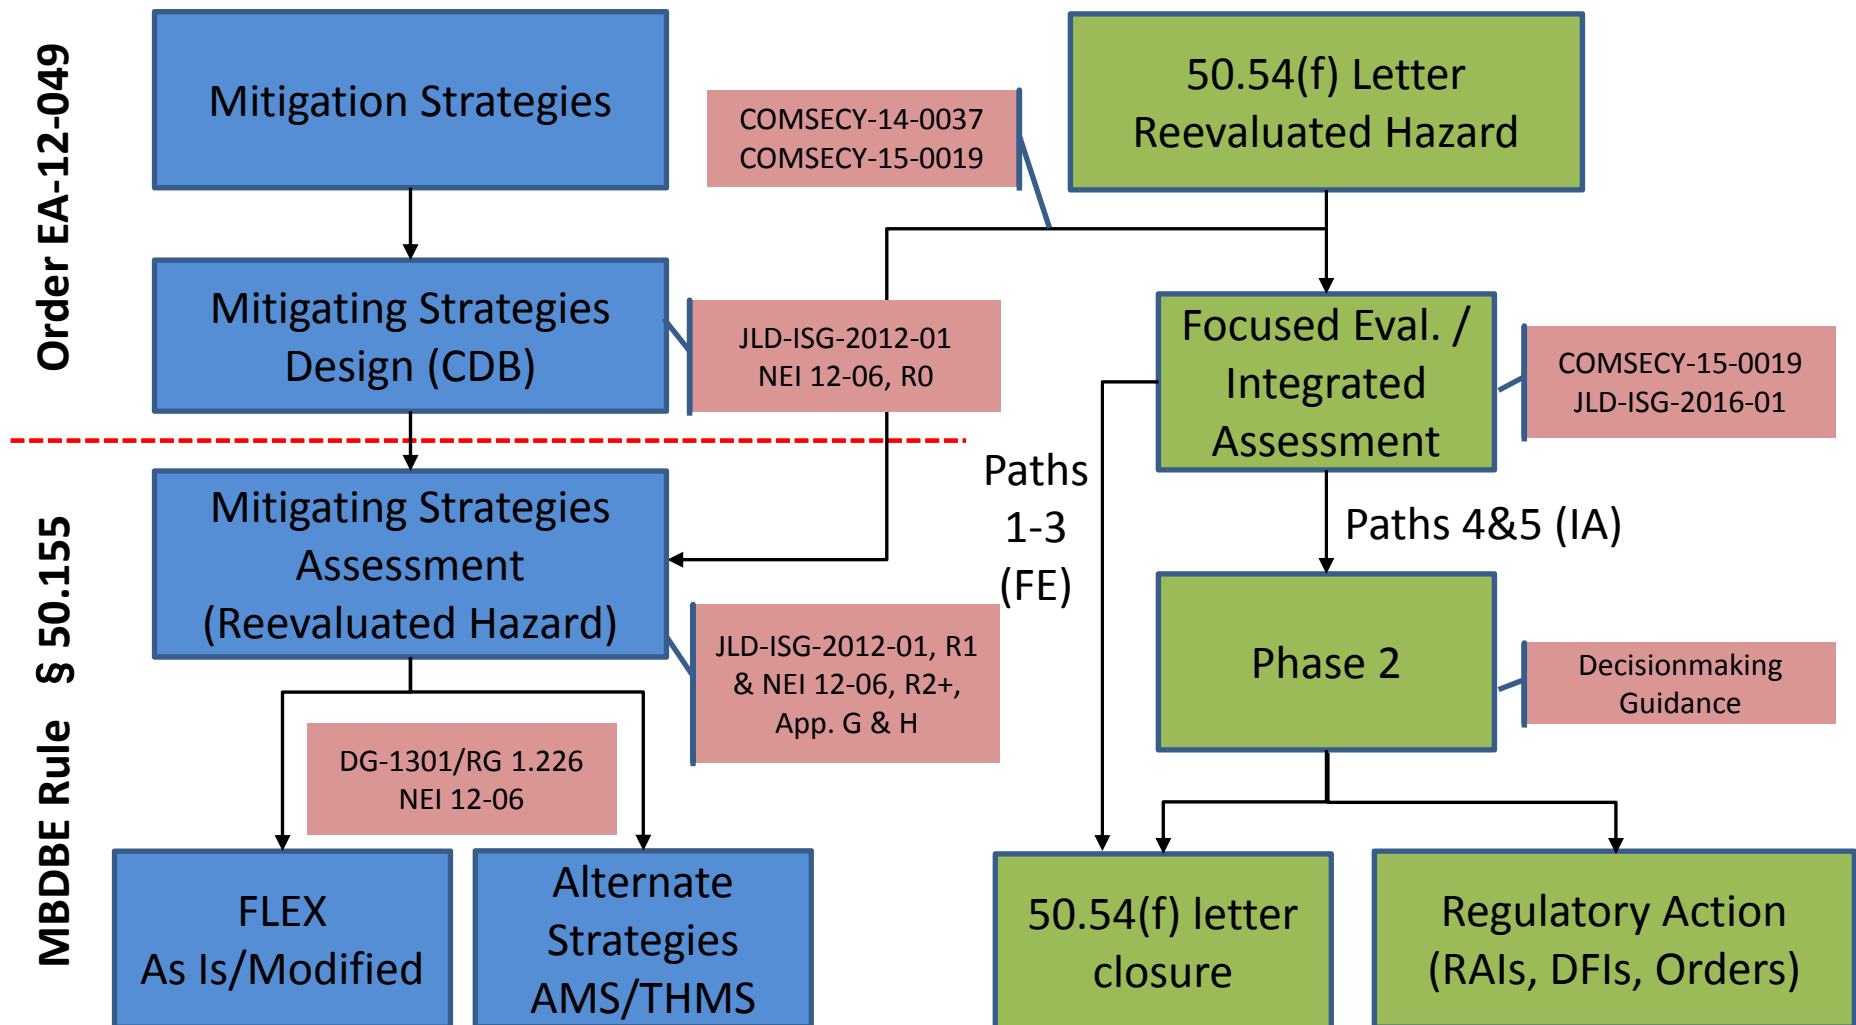 Order EA-12-049
MBDBE Rule § 50.155
Mitigation Strategies
COMSECY-14-0037
COMSECY-15-0019
50.54(f) Letter
Reevaluated Hazard
Mitigating Strategies
Design (CDB)
JLD-ISG-2012-01
NEI 12-06, R0
Focused Eval. /
Integrated
Assessment
COMSECY-15-0019
JLD-ISG-2016-01
Mitigating Strategies
Assessment
(Reevaluated Hazard)
Paths
1-3
(FE)
Paths 4&5 (IA)
JLD-ISG-2012-01, R1
& NEI 12-06, R2+,
App. G & H
Phase 2
Decisionmaking
Guidance
DG-1301/RG 1.226
NEI 12-06
FLEX
As Is/Modified
Alternate
Strategies
AMS/THMS
50.54(f) letter
closure
Regulatory Action
(RAIs, DFIs, Orders)